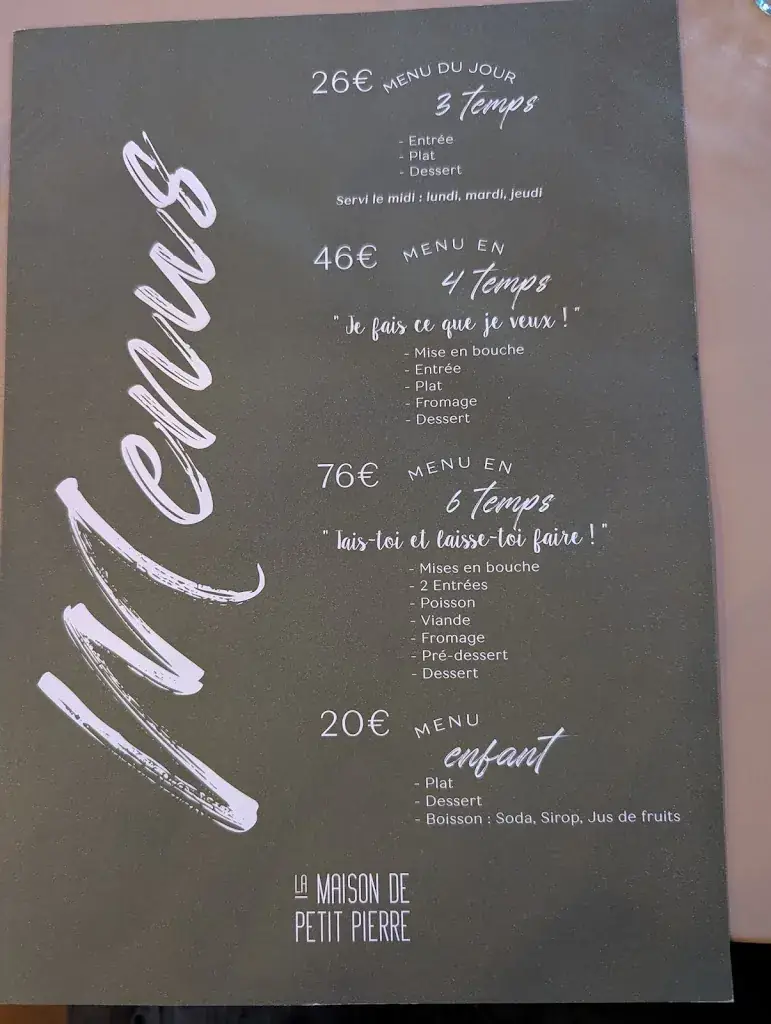 Menus
26€ MENU DU JOUR
3 temps
- Entrée
- Plat
- Dessert
Servi le midi : lundi, mardi, jeudi
46€ MENU EN
4 temps
" Je fais ce que je veux ! "
- Mise en bouche
- Entrée
- Plat
- Fromage
- Dessert
76€ MENU EN
6 temps
" Tais-toi et laisse-toi faire ! "
- Mises en bouche
- 2 Entrées
- Poisson
- Viande
- Fromage
- Pré-dessert
- Dessert
20€ MENU
enfant
- Plat
- Dessert
- Boisson : Soda, Sirop, Jus de fruits
LA MAISON DE
PETIT PIERRE